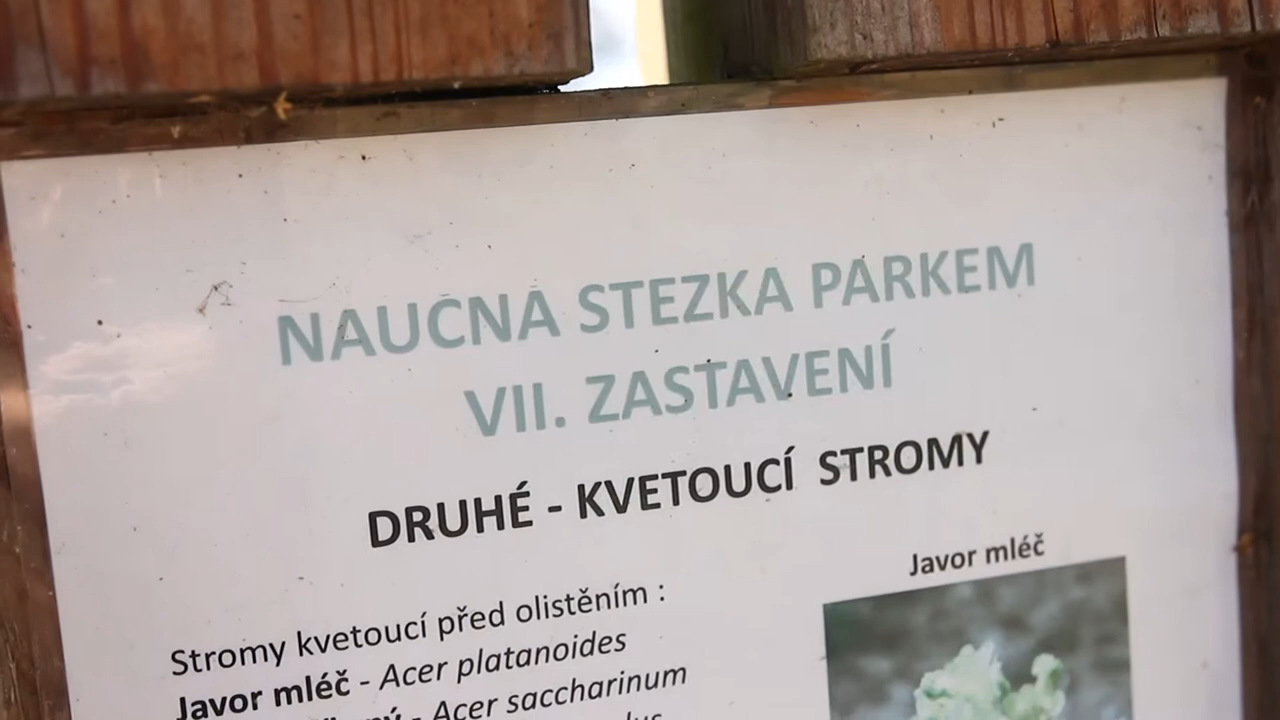 NAUČNÁ STEZKA PARKEM
VII. ZASTAVENÍ
DRUHÉ - KVETOUCÍ STROMY
Javor mléč
Stromy kvetoucí před olistěním :
Javor mléč - Acer platanoides
- Acer saccharinum